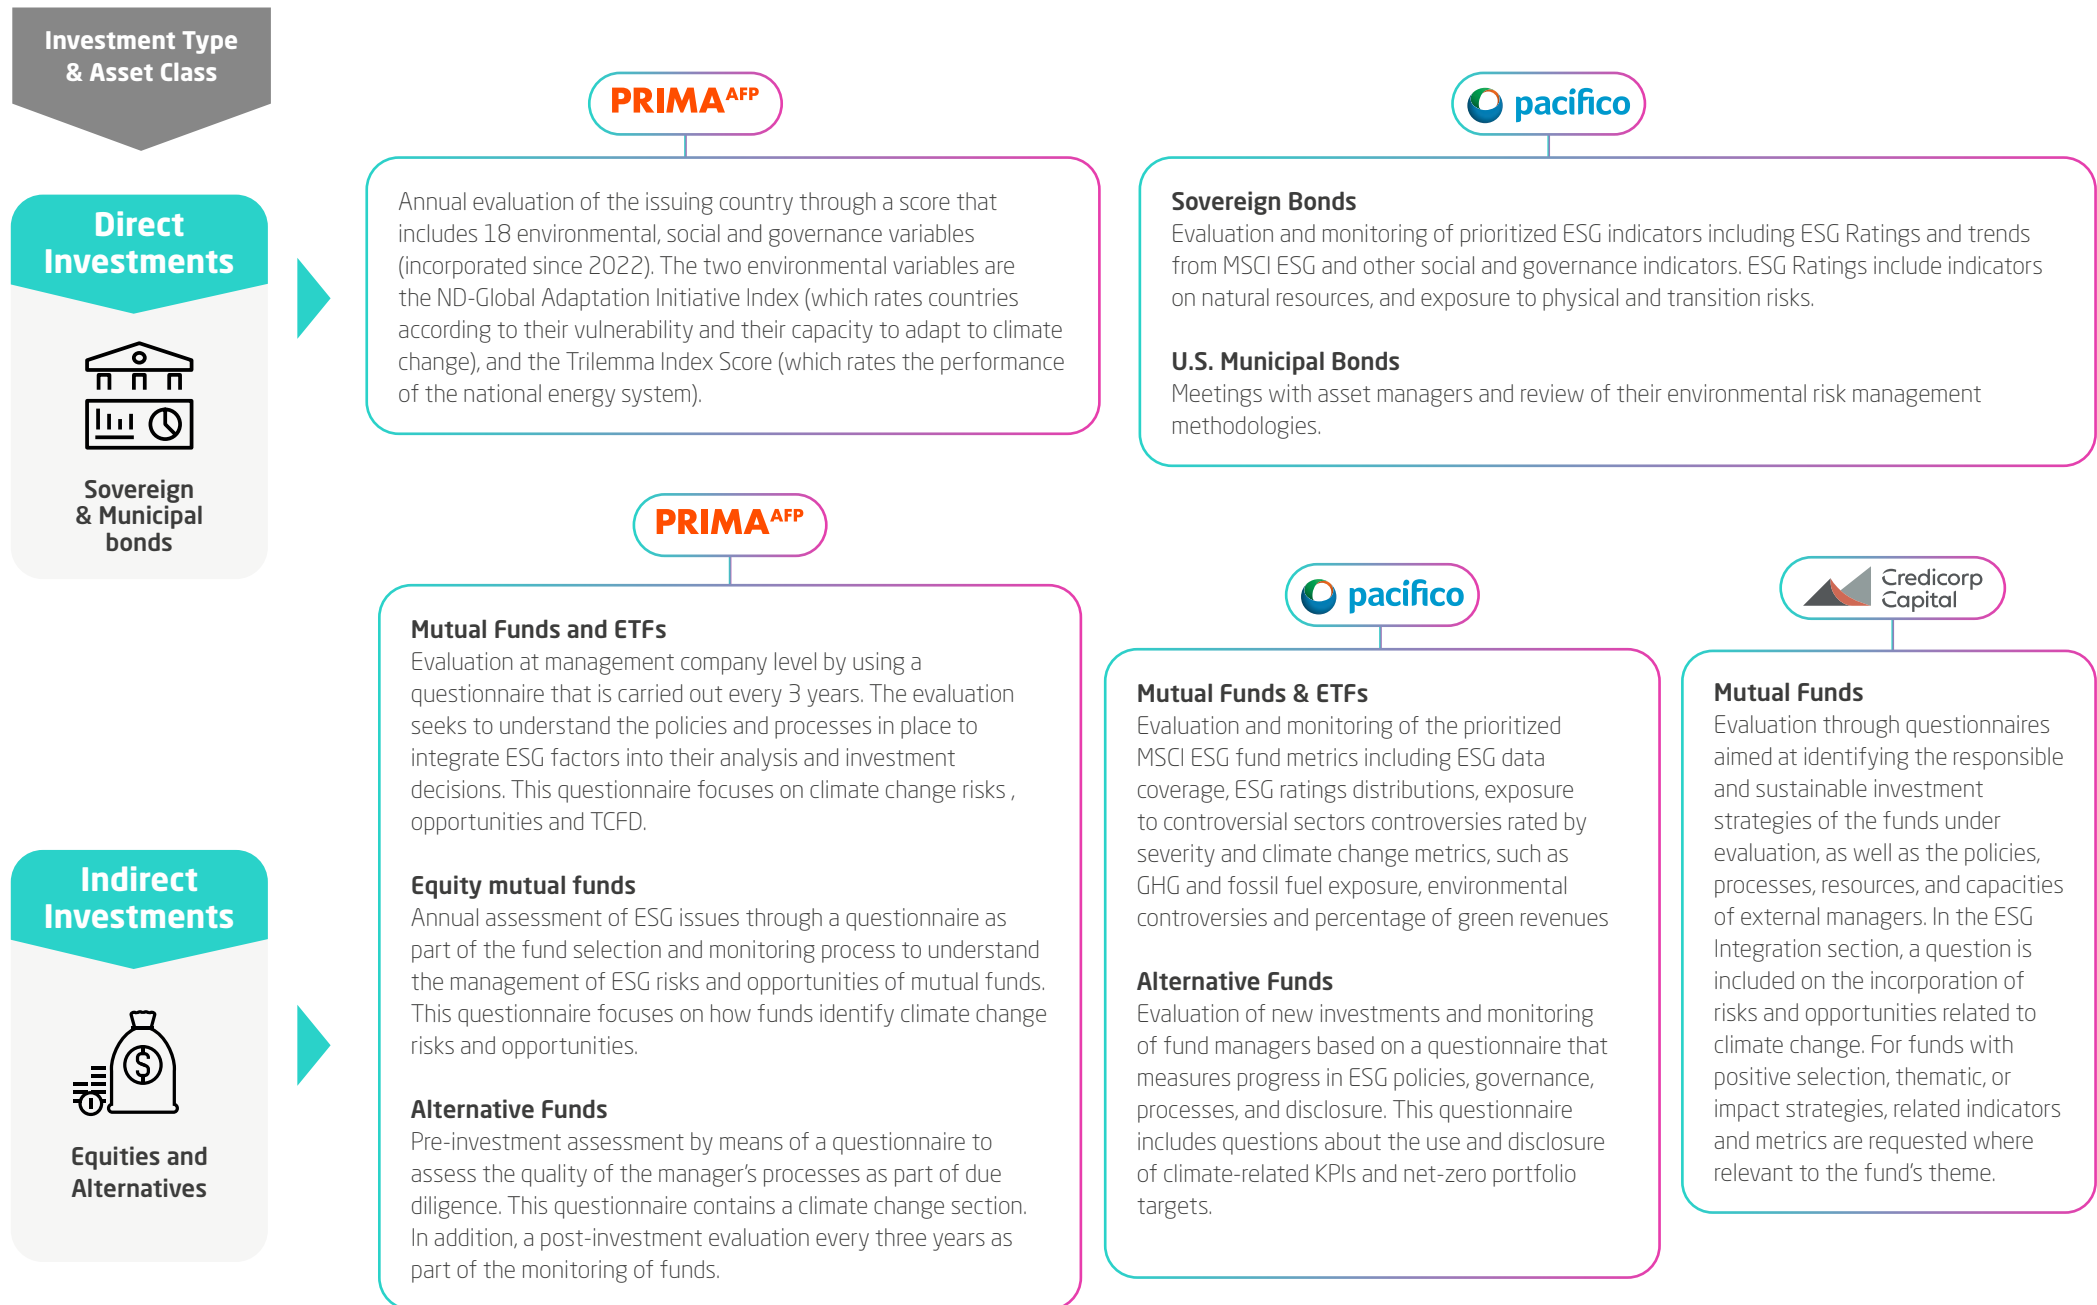 Investment Type
& Asset Class
PRIMA AFP
pacifico
Direct
Investments
Sovereign
& Municipal
bonds
Annual evaluation of the issuing country through a score that
includes 18 environmental, social and governance variables
(incorporated since 2022). The two environmental variables are
the ND-Global Adaptation Initiative Index (which rates countries
according to their vulnerability and their capacity to adapt to climate
change), and the Trilemma Index Score (which rates the performance
of the national energy system).
Sovereign Bonds
Evaluation and monitoring of prioritized ESG indicators including ESG Ratings and trends
from MSCI ESG and other social and governance indicators. ESG Ratings include indicators
on natural resources, and exposure to physical and transition risks.
U.S. Municipal Bonds
Meetings with asset managers and review of their environmental risk management
methodologies.
PRIMA AFP
pacifico
Credicorp
Capital
Indirect
Investments
Equities and
Alternatives
Mutual Funds and ETFs
Evaluation at management company level by using a
questionnaire that is carried out every 3 years. The evaluation
seeks to understand the policies and processes in place to
integrate ESG factors into their analysis and investment
decisions. This questionnaire focuses on climate change risks ,
opportunities and TCFD.
Equity mutual funds
Annual assessment of ESG issues through a questionnaire as
part of the fund selection and monitoring process to understand
the management of ESG risks and opportunities of mutual funds.
This questionnaire focuses on how funds identify climate change
risks and opportunities.
Alternative Funds
Pre-investment assessment by means of a questionnaire to
assess the quality of the manager's processes as part of due
diligence. This questionnaire contains a climate change section.
In addition, a post-investment evaluation every three years as
part of the monitoring of funds.
Mutual Funds & ETFs
Evaluation and monitoring of the prioritized
MSCI ESG fund metrics including ESG data
coverage, ESG ratings distributions, exposure
to controversial sectors controversies rated by
severity and climate change metrics, such as
GHG and fossil fuel exposure, environmental
controversies and percentage of green revenues
Alternative Funds
Evaluation of new investments and monitoring
of fund managers based on a questionnaire that
measures progress in ESG policies, governance,
processes, and disclosure. This questionnaire
includes questions about the use and disclosure
of climate-related KPIs and net-zero portfolio
targets.
Mutual Funds
Evaluation through questionnaires
aimed at identifying the responsible
and sustainable investment
strategies of the funds under
evaluation, as well as the policies,
processes, resources, and capacities
of external managers. In the ESG
Integration section, a question is
included on the incorporation of
risks and opportunities related to
climate change. For funds with
positive selection, thematic, or
impact strategies, related indicators
and metrics are requested where
relevant to the fund's theme.